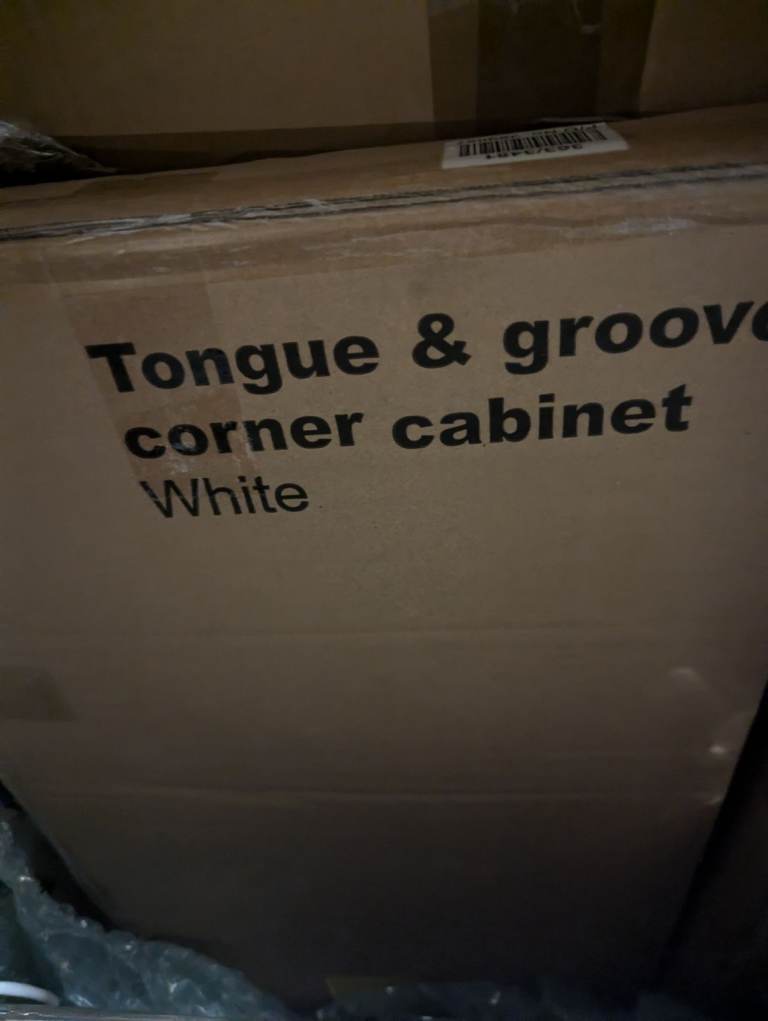 Tongue & groov
corner cabinet
White